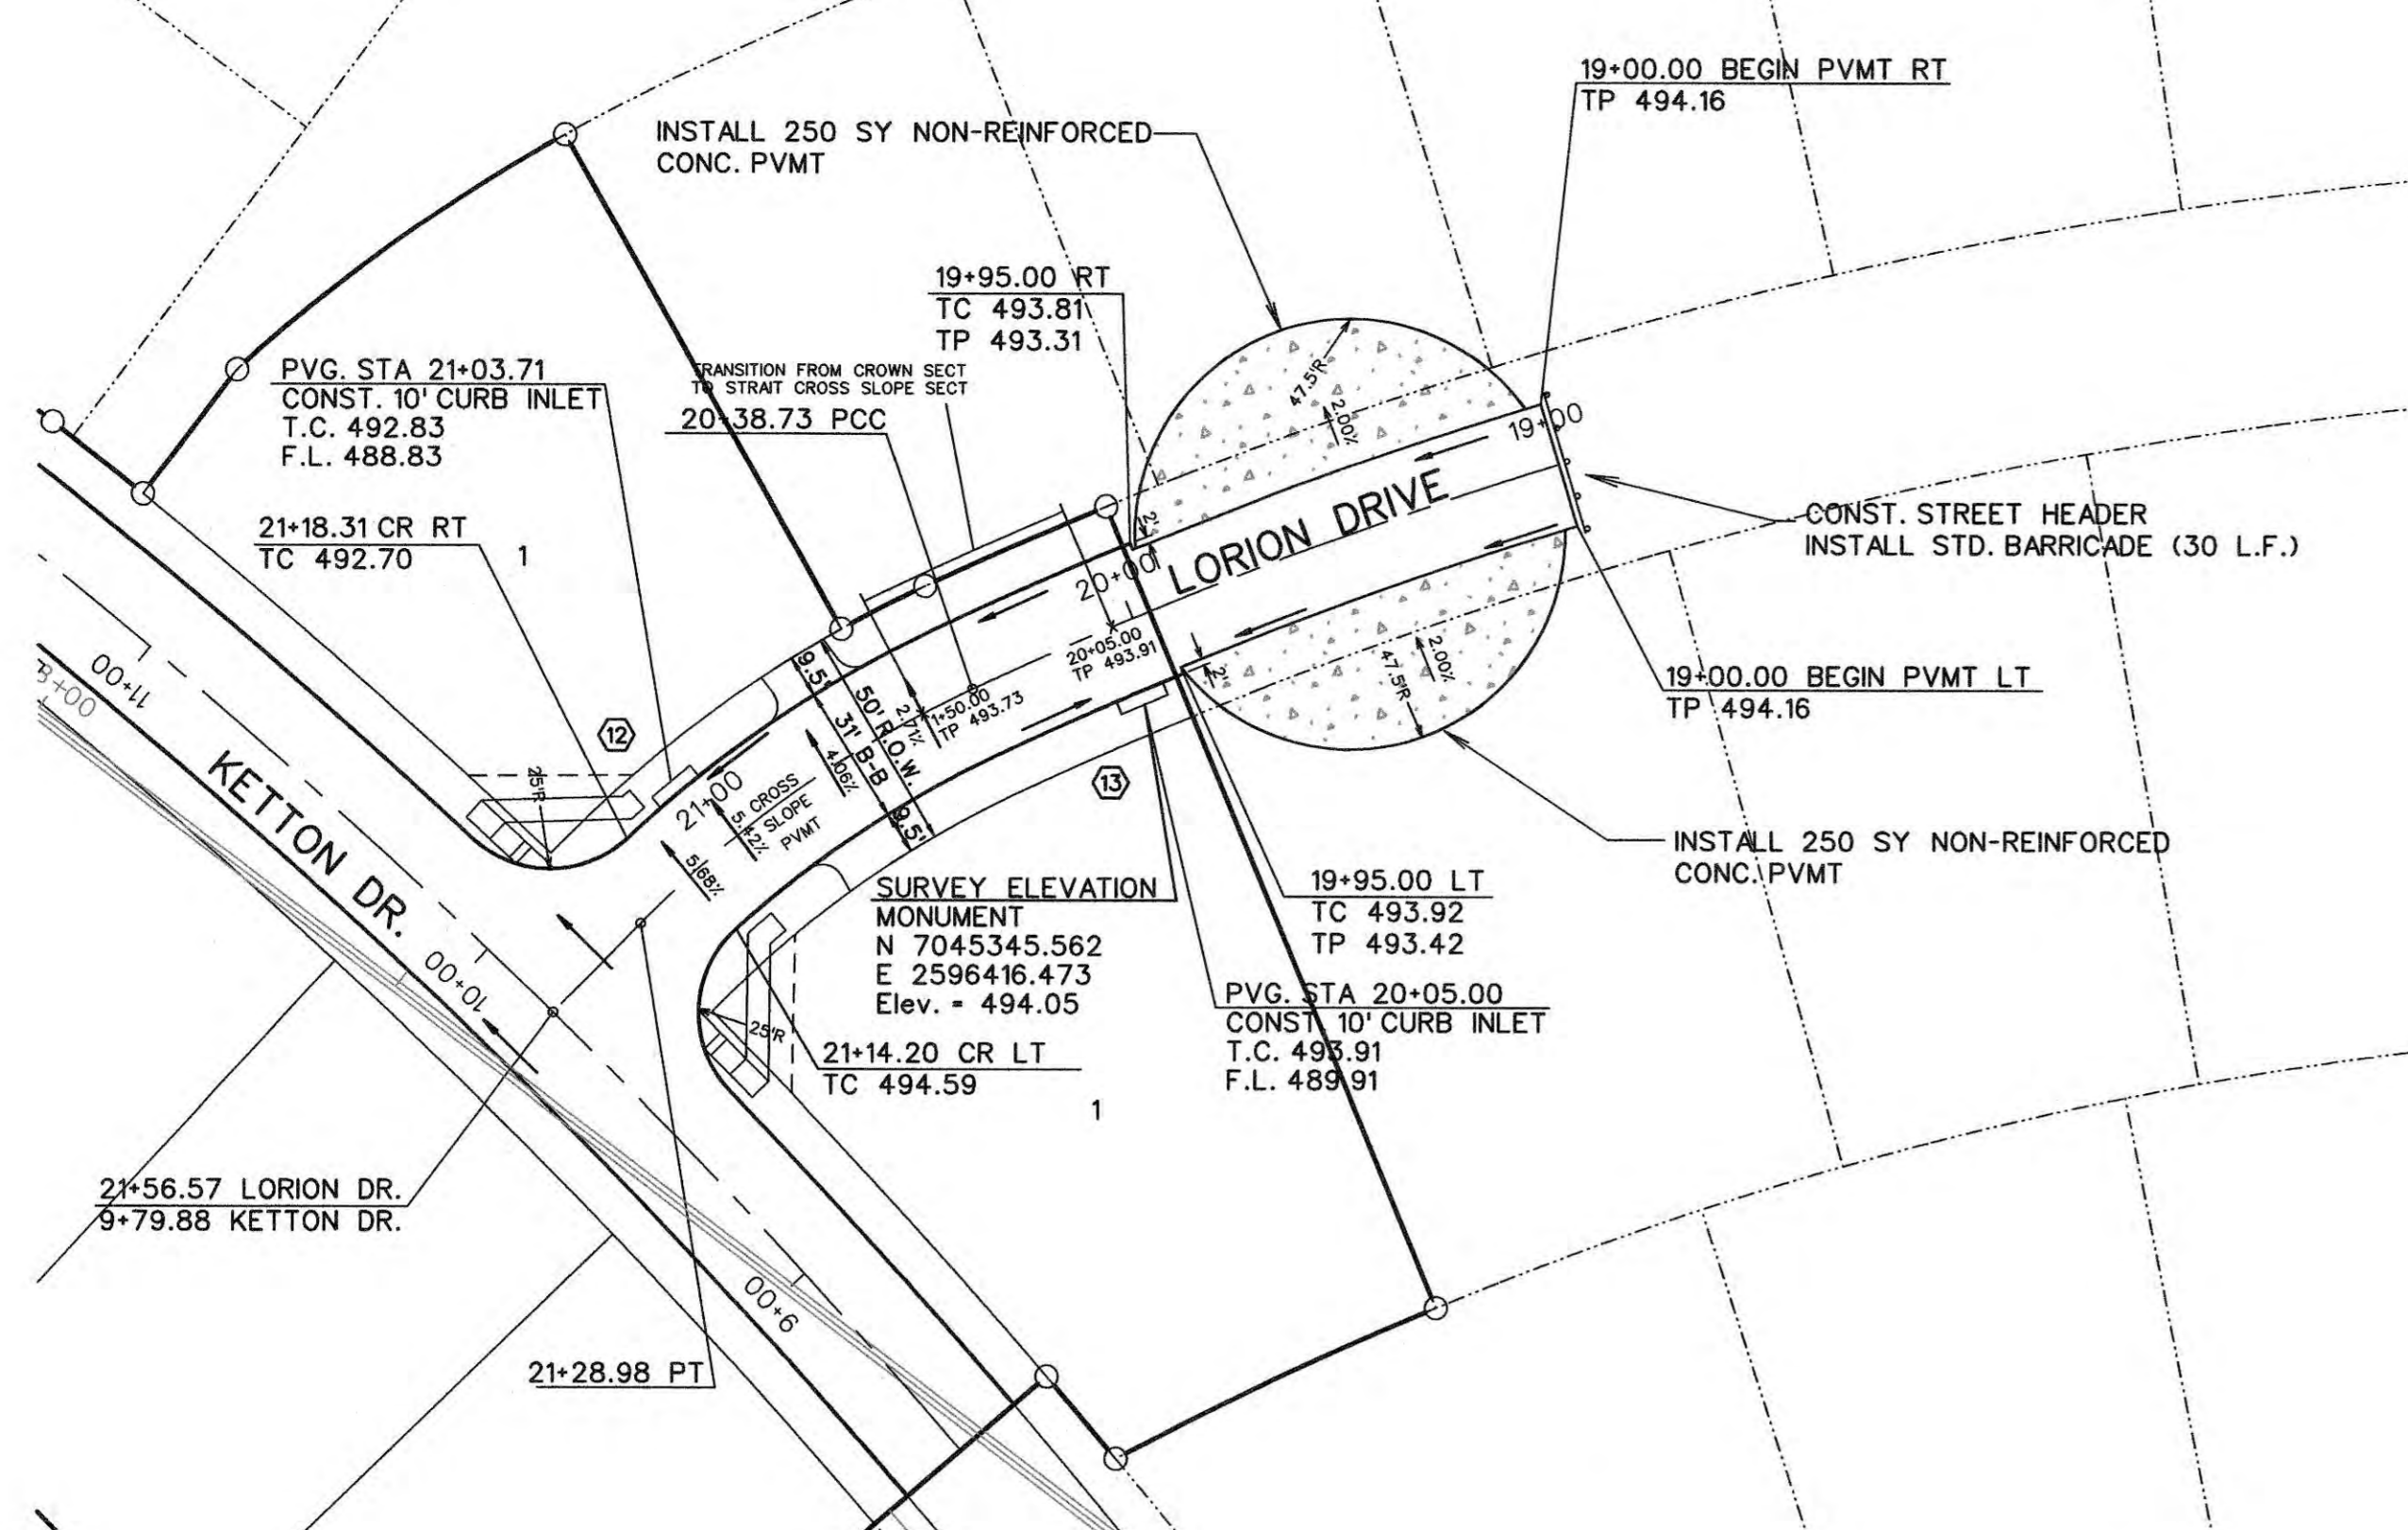 19+00.00 BEGIN PVMT RT
TP 494.16
INSTALL 250 SY NON-REINFORCED
CONC. PVMT
19+95.00 RT
TC 493.81
TP 493.31
TRANSITION FROM CROWN SECT
TO STRAIT CROSS SLOPE SECT
20+38.73 PCC
PVG. STA 21+03.71
CONST. 10' CURB INLET
T.C. 492.83
F.L. 488.83
21+18.31 CR RT
TC 492.70
1
47.5'R
2.00%
19+00
LORION DRIVE
2'
20+00
CONST. STREET HEADER
INSTALL STD. BARRICADE (30 L.F.)
20+05.00
TP 493.91
2'
2.00%
47.5'R
19+00.00 BEGIN PVMT LT
TP 494.16
9.5'
50' R.O.W.
31' B-B
9.5'
2.71%
1+50.00
TP 493.73
4.06%
11+00
8+00
12
13
25'R
21+00
5.42%
CROSS
SLOPE
PVMT
5.68%
KETTON DR.
INSTALL 250 SY NON-REINFORCED
CONC. PVMT
SURVEY ELEVATION
MONUMENT
N 7045345.562
E 2596416.473
Elev. = 494.05
19+95.00 LT
TC 493.92
TP 493.42
PVG. STA 20+05.00
CONST. 10' CURB INLET
T.C. 493.91
F.L. 489.91
10+00
25'R
21+14.20 CR LT
TC 494.59
1
21+56.57 LORION DR.
9+79.88 KETTON DR.
9+00
21+28.98 PT